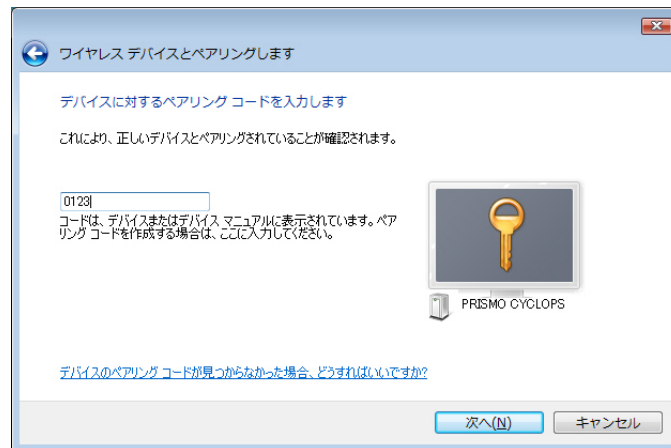 ワイヤレス デバイスとペアリングします
デバイスに対するペアリング コードを入力します
これにより、正しいデバイスとペアリングされていることが確認されます。
0123
コードは、デバイスまたはデバイス マニュアルに表示されています。ペア
リング コードを作成する場合は、ここに入力してください。
PRISMO CYCLOPS
デバイスのペアリング コードが見つからなかった場合、どうすればいいですか?
次へ(N)
キャンセル